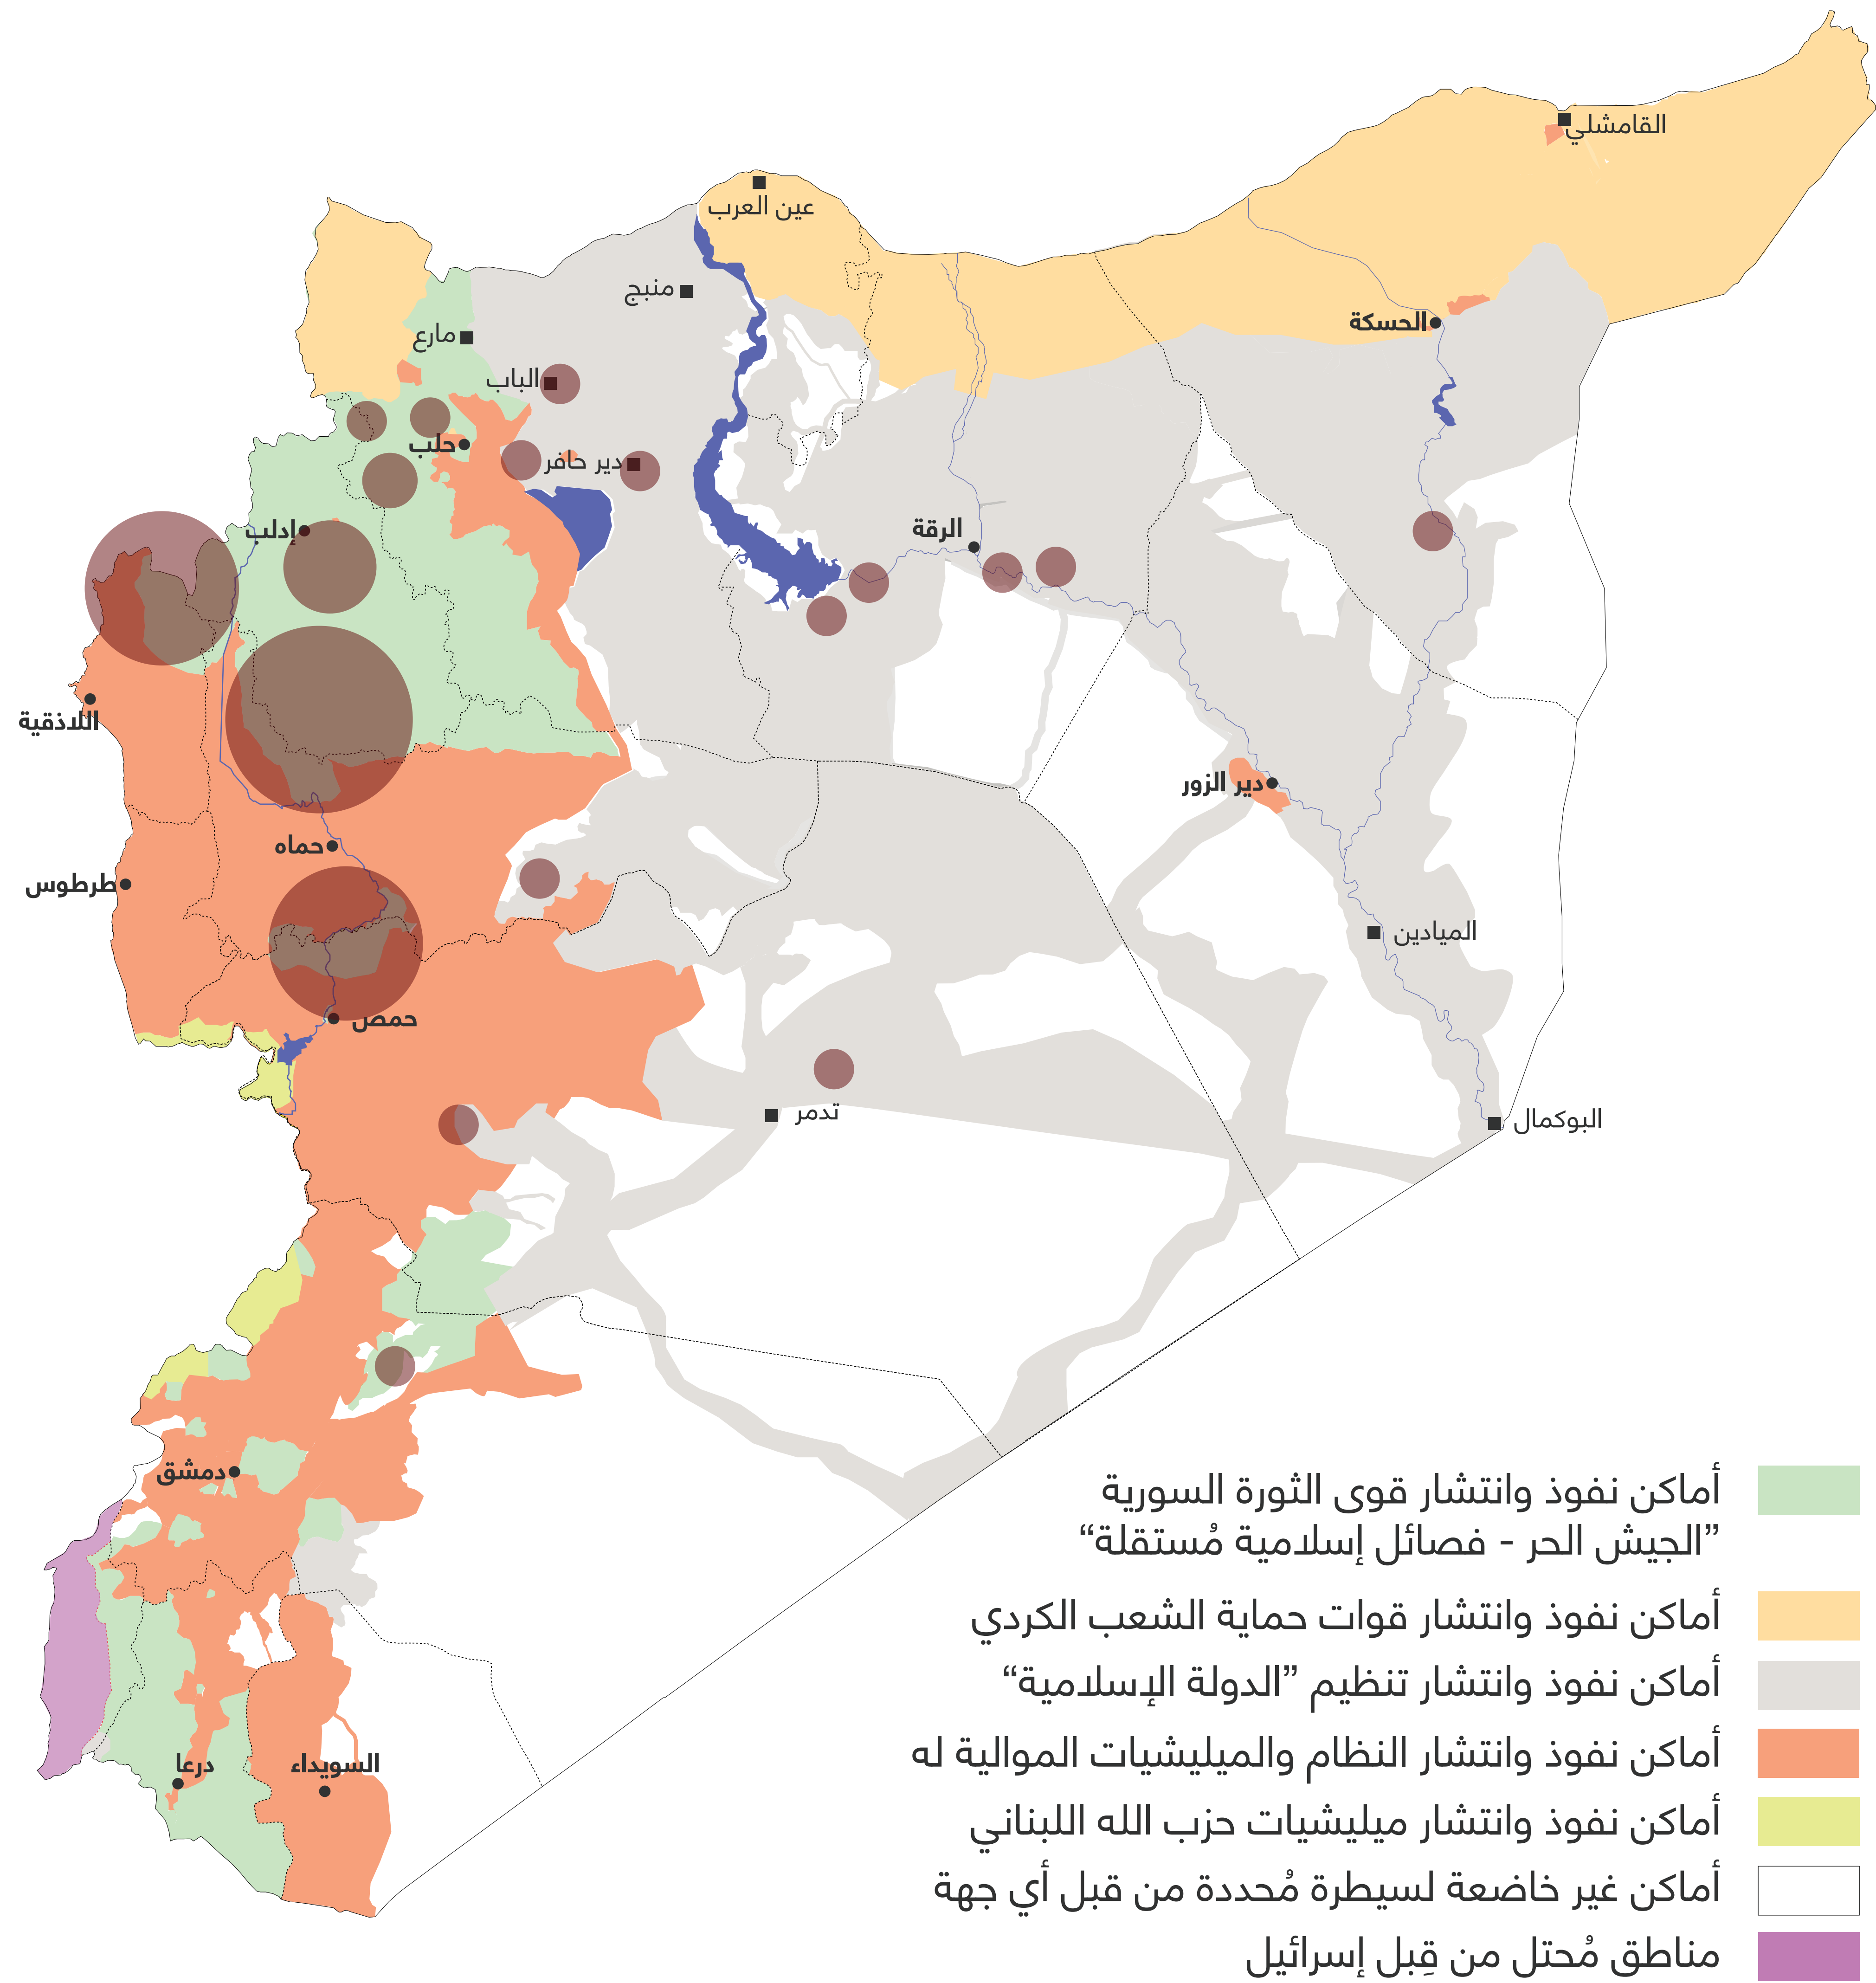 القامشلي
عين العرب
منبج
الحسكة
مارع
الباب
حلب
دير حافر
إدلب
الرقة
اللاذقية
دير الزور
حماه
طرطوس
الميادين
حمص
تدمر
البوكمال
دمشق
درعا
السويداء
أماكن نفوذ وانتشار قوى الثورة السورية
”الجيش الحر - فصائل إسلامية مُستقلة“
أماكن نفوذ وانتشار قوات حماية الشعب الكردي
أماكن نفوذ وانتشار تنظيم ”الدولة الإسلامية“
أماكن نفوذ وانتشار النظام والميليشيات الموالية له
أماكن نفوذ وانتشار ميليشيات حزب الله اللبناني
أماكن غير خاضعة لسيطرة مُحددة من قبل أي جهة
مناطق مُحتل من قِبل إسرائيل